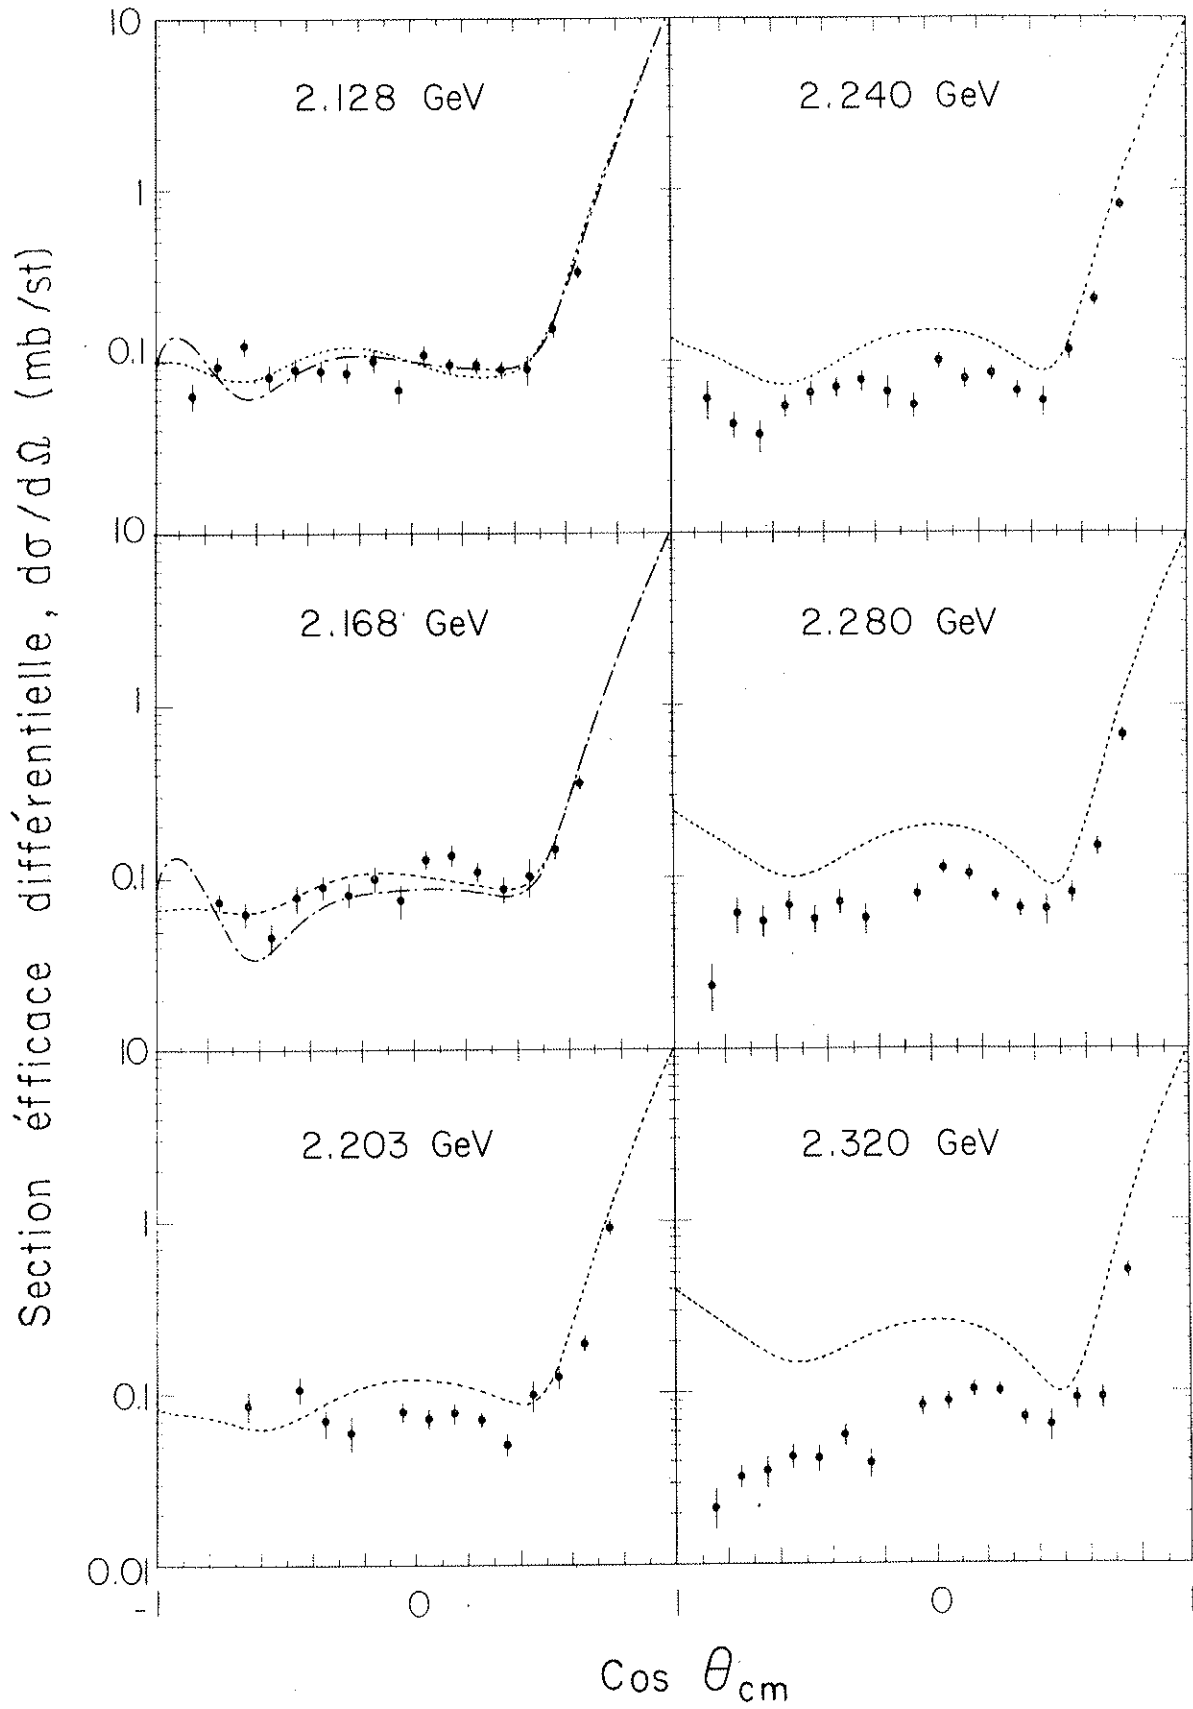 Section éfficace différentielle, dσ/dΩ (mb/st)
10
2.128 GeV
2.240 GeV
1
0.1
10
2.168 GeV
2.280 GeV
1
0.1
10
2.203 GeV
2.320 GeV
1
0.1
0.01
-1 0 1 0 1
Cos θcm